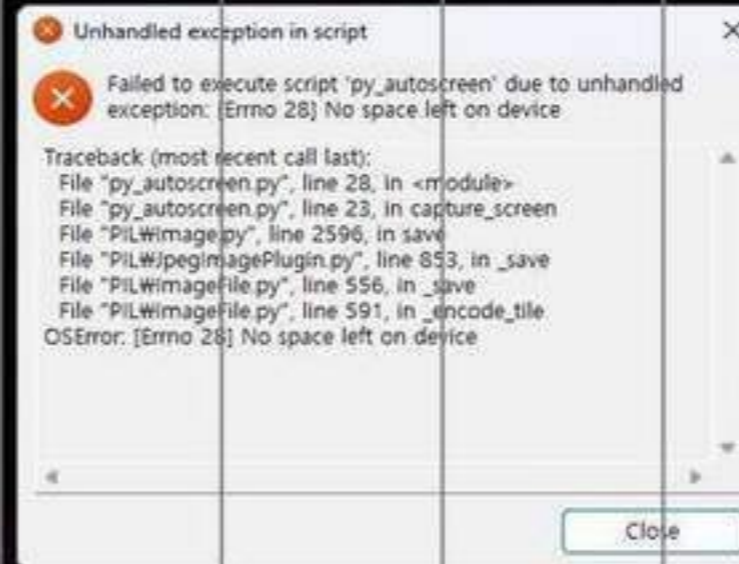 Unhandled exception in script
Failed to execute script 'py_autoscreen' due to unhandled
exception: [Errno 28] No space left on device
Traceback (most recent call last):
File "py_autoscreen.py", line 28, in <module>
File "py_autoscreen.py", line 23, in capture_screen
File "PIL₩Image.py", line 2596, in save
File "PIL₩JpegImagePlugin.py", line 853, in _save
File "PIL₩ImageFile.py", line 556, in _save
File "PIL₩ImageFile.py", line 591, in _encode_tile
OSError: [Errno 28] No space left on device
Close